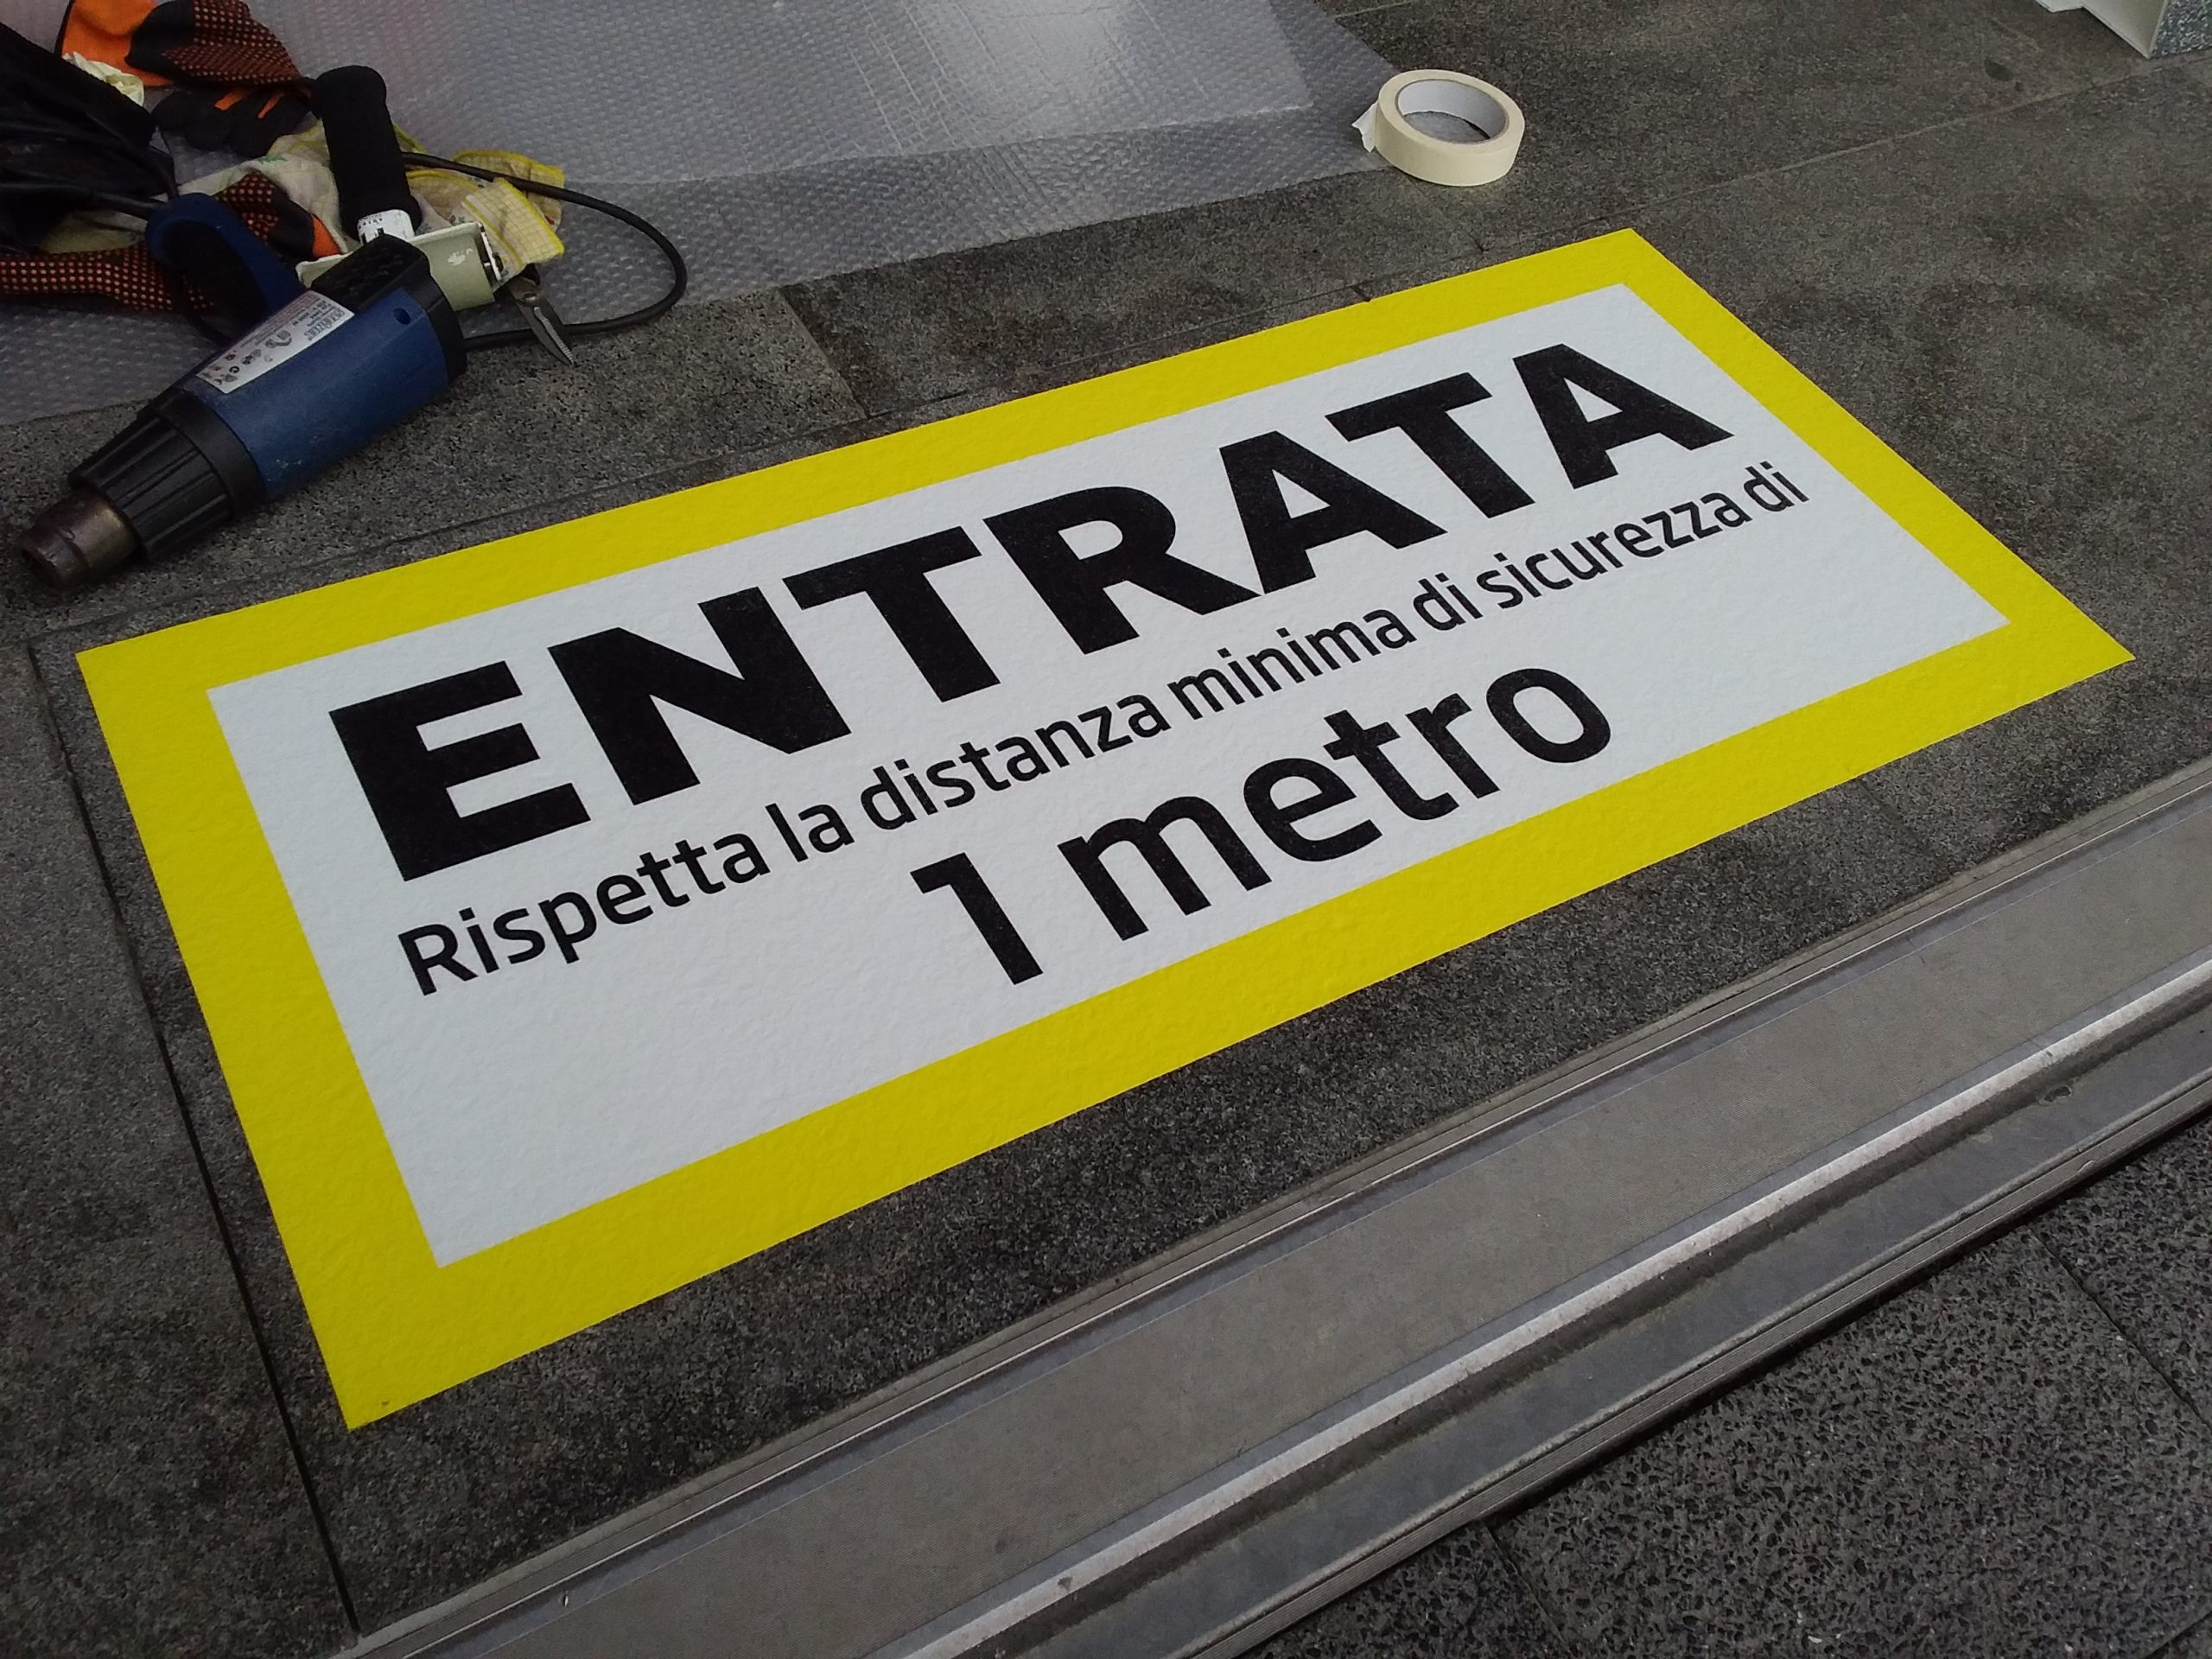 ENTRATA
Rispetta la distanza minima di sicurezza di
1 metro